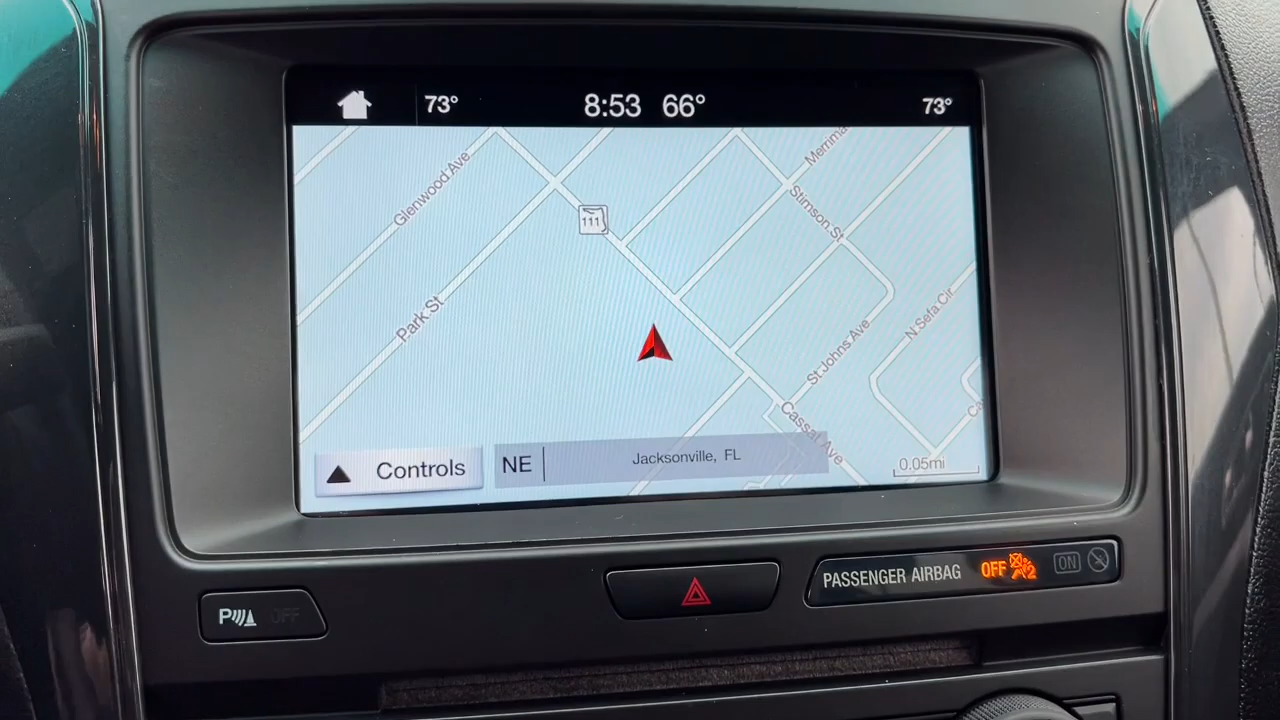 73° 8:53 66° 73°
Glenwood Ave
111
Stimson St
Park St
N Sefa Cir
St Johns Ave
Cassat Ave
Controls NE Jacksonville, FL 0.05mi
PASSENGER AIRBAG OFF 2 ON
P OFF